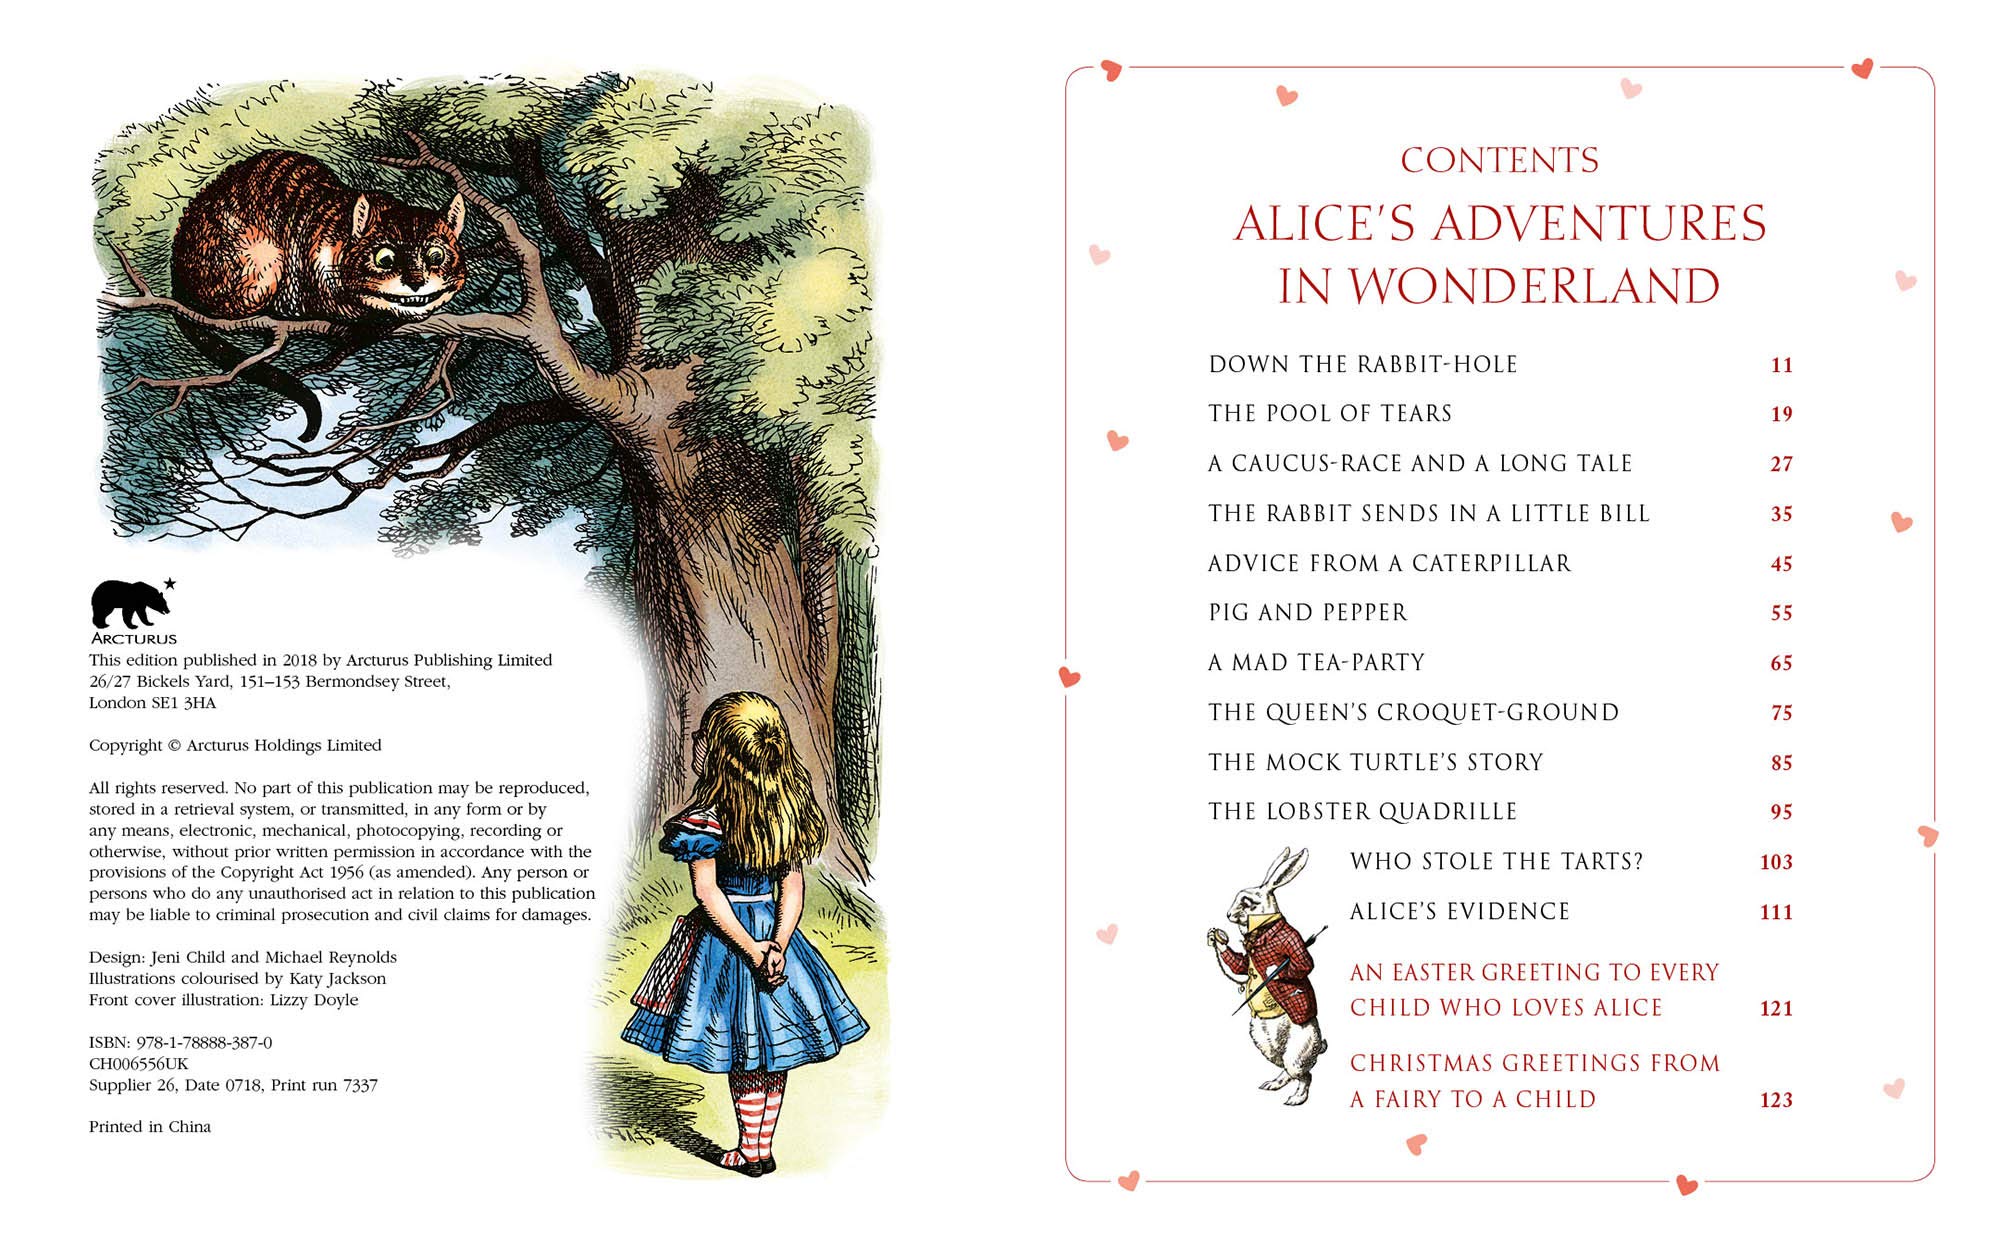 ARCTURUS
This edition published in 2018 by Arcturus Publishing Limited
26/27 Bickels Yard, 151–153 Bermondsey Street,
London SE1 3HA
Copyright © Arcturus Holdings Limited
All rights reserved. No part of this publication may be reproduced,
stored in a retrieval system, or transmitted, in any form or by
any means, electronic, mechanical, photocopying, recording or
otherwise, without prior written permission in accordance with the
provisions of the Copyright Act 1956 (as amended). Any person or
persons who do any unauthorised act in relation to this publication
may be liable to criminal prosecution and civil claims for damages.
Design: Jeni Child and Michael Reynolds
Illustrations colourised by Katy Jackson
Front cover illustration: Lizzy Doyle
ISBN: 978-1-78888-387-0
CH006556UK
Supplier 26, Date 0718, Print run 7337
Printed in China
CONTENTS
ALICE’S ADVENTURES
IN WONDERLAND
DOWN THE RABBIT-HOLE 11
THE POOL OF TEARS 19
A CAUCUS-RACE AND A LONG TALE 27
THE RABBIT SENDS IN A LITTLE BILL 35
ADVICE FROM A CATERPILLAR 45
PIG AND PEPPER 55
A MAD TEA-PARTY 65
THE QUEEN’S CROQUET-GROUND 75
THE MOCK TURTLE’S STORY 85
THE LOBSTER QUADRILLE 95
WHO STOLE THE TARTS? 103
ALICE’S EVIDENCE 111
AN EASTER GREETING TO EVERY
CHILD WHO LOVES ALICE 121
CHRISTMAS GREETINGS FROM
A FAIRY TO A CHILD 123